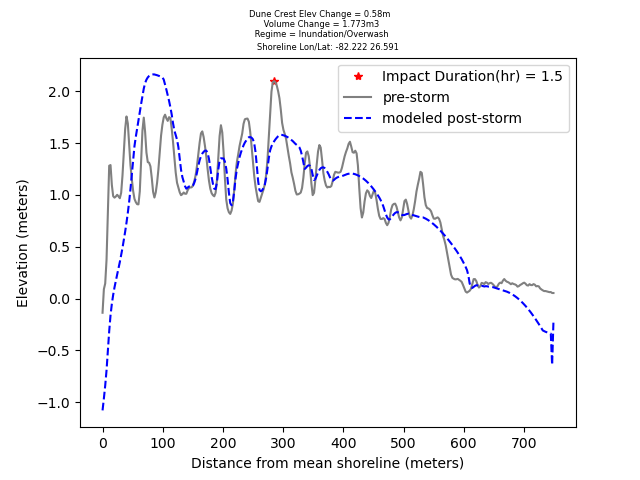 Dune Crest Elev Change = 0.58m
Volume Change = 1.773m3
Regime = Inundation/Overwash
Shoreline Lon/Lat: -82.222 26.591
Impact Duration(hr) = 1.5
pre-storm
modeled post-storm
Elevation (meters)
2.0
1.5
1.0
0.5
0.0
−0.5
−1.0
0 100 200 300 400 500 600 700
Distance from mean shoreline (meters)